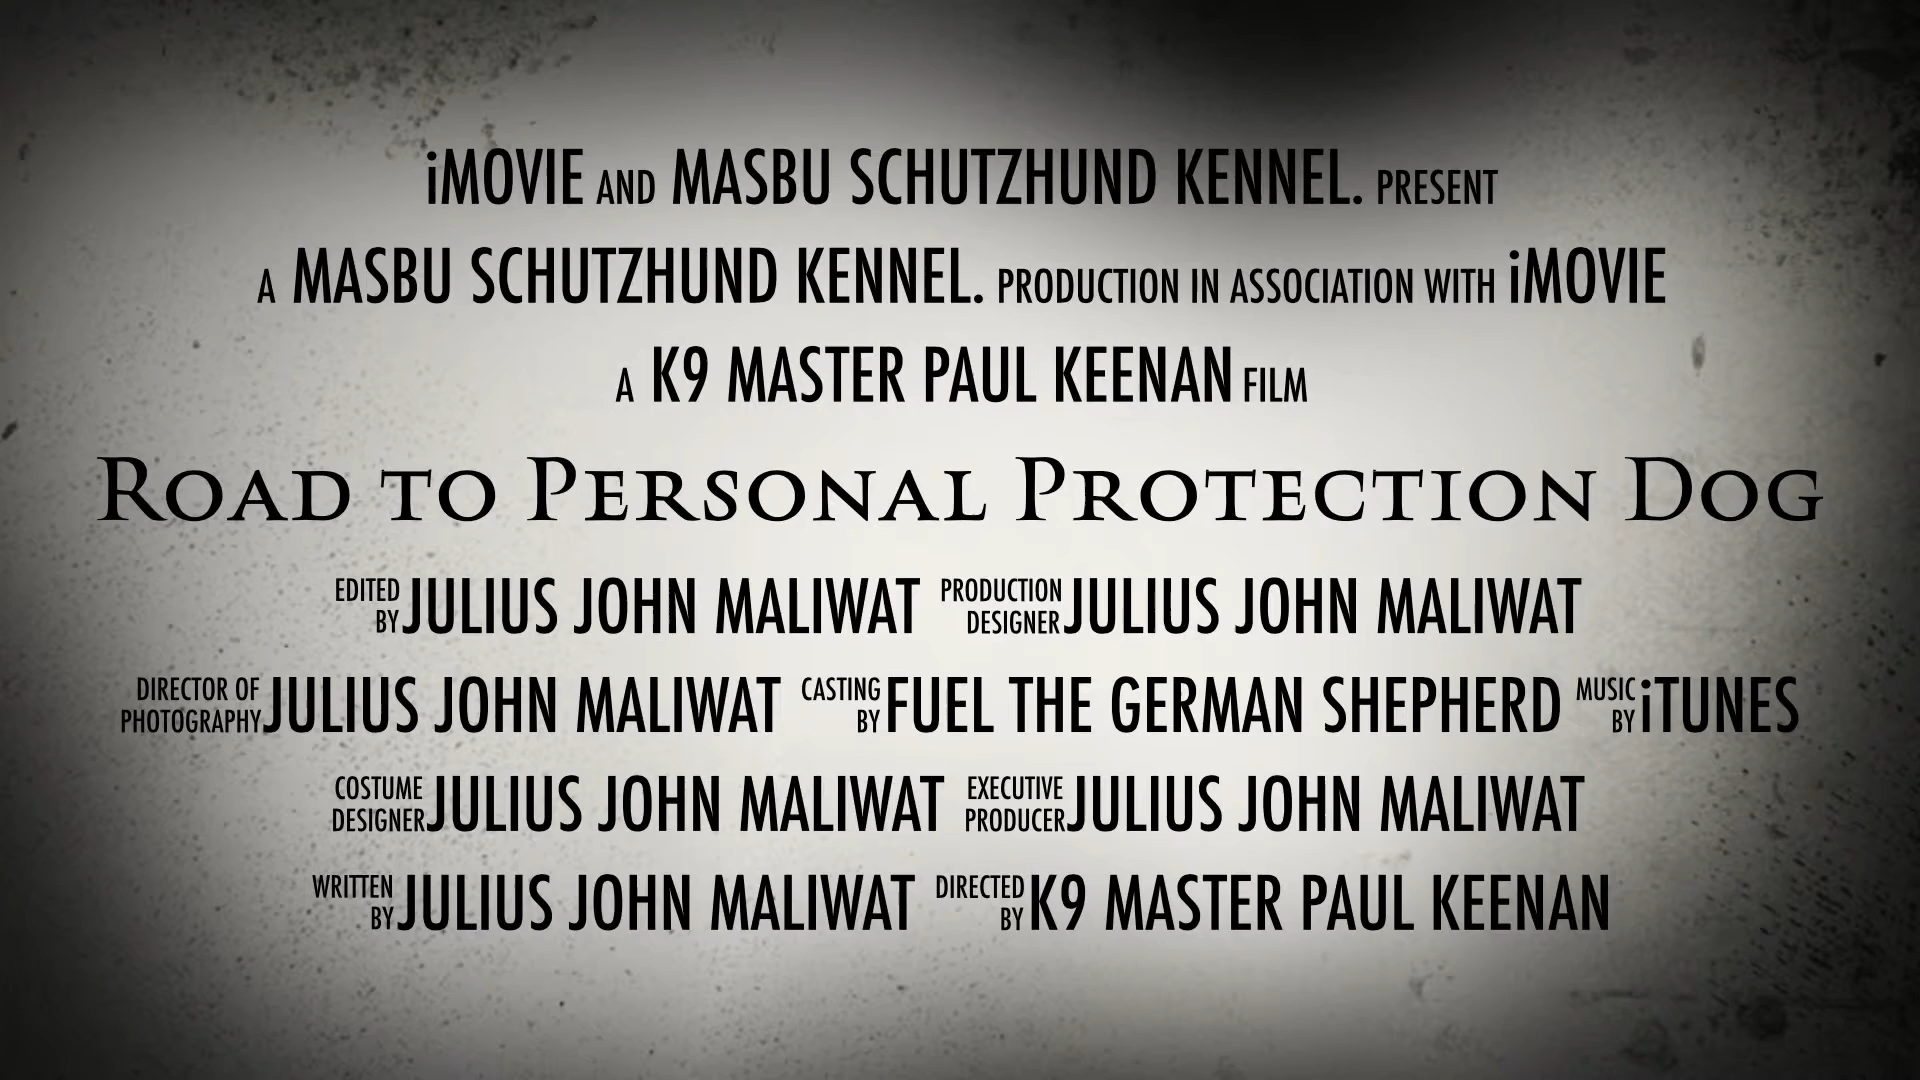 iMOVIE AND MASBU SCHUTZHUND KENNEL. PRESENT
A MASBU SCHUTZHUND KENNEL. PRODUCTION IN ASSOCIATION WITH iMOVIE
A K9 MASTER PAUL KEENAN FILM
ROAD TO PERSONAL PROTECTION DOG
EDITED BY JULIUS JOHN MALIWAT PRODUCTION DESIGNER JULIUS JOHN MALIWAT
DIRECTOR OF PHOTOGRAPHY JULIUS JOHN MALIWAT CASTING BY FUEL THE GERMAN SHEPHERD MUSIC BY iTUNES
COSTUME DESIGNER JULIUS JOHN MALIWAT EXECUTIVE PRODUCER JULIUS JOHN MALIWAT
WRITTEN BY JULIUS JOHN MALIWAT DIRECTED BY K9 MASTER PAUL KEENAN